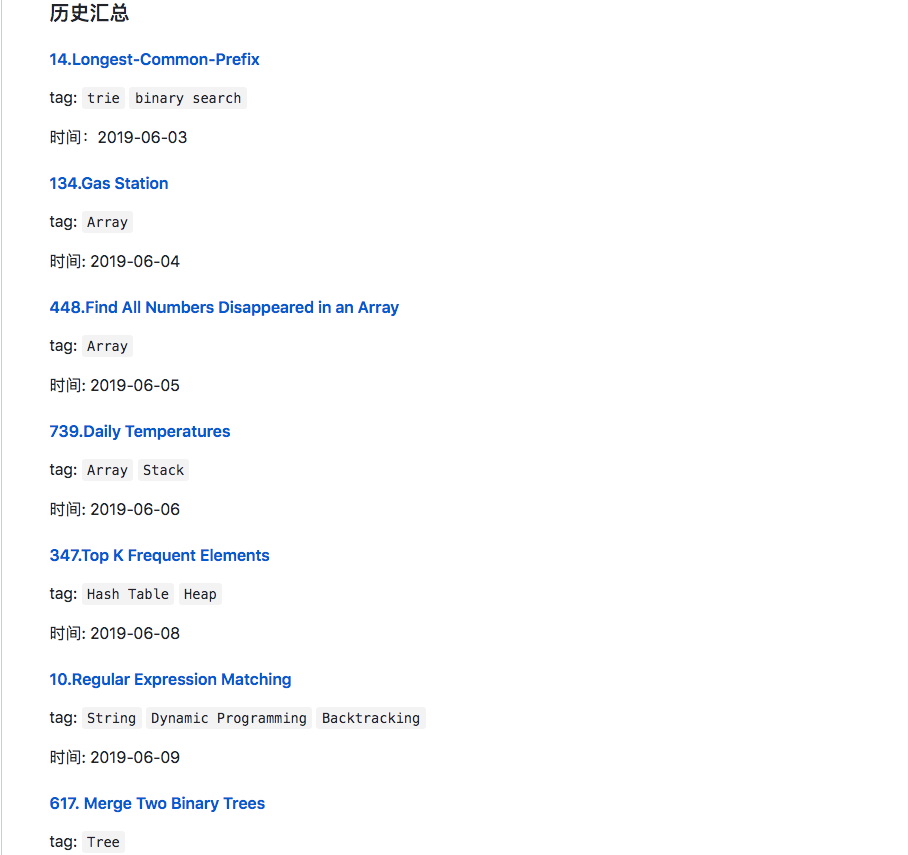 历史汇总
14.Longest-Common-Prefix
tag: trie binary search
时间：2019-06-03
134.Gas Station
tag: Array
时间: 2019-06-04
448.Find All Numbers Disappeared in an Array
tag: Array
时间: 2019-06-05
739.Daily Temperatures
tag: Array Stack
时间: 2019-06-06
347.Top K Frequent Elements
tag: Hash Table Heap
时间: 2019-06-08
10.Regular Expression Matching
tag: String Dynamic Programming Backtracking
时间: 2019-06-09
617. Merge Two Binary Trees
tag: Tree